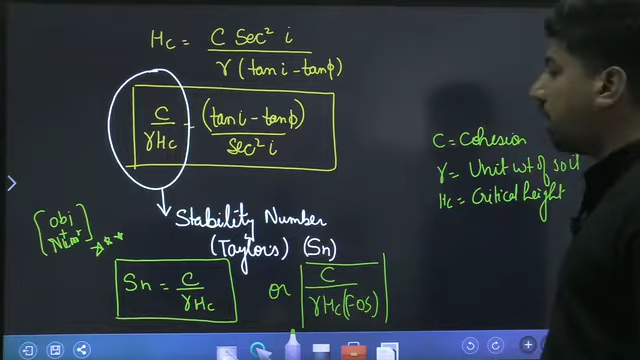 Hc = C Sec² i / γ (tan i - tanφ)
C / γHc = (tan i - tanφ) / Sec² i
C = Cohesion
γ = Unit wt of soil
Hc = Critical height
Stability Number
(Taylor's) (Sn)
[obj + Num']
Sn = C / γHc or C / γHc(FOS)